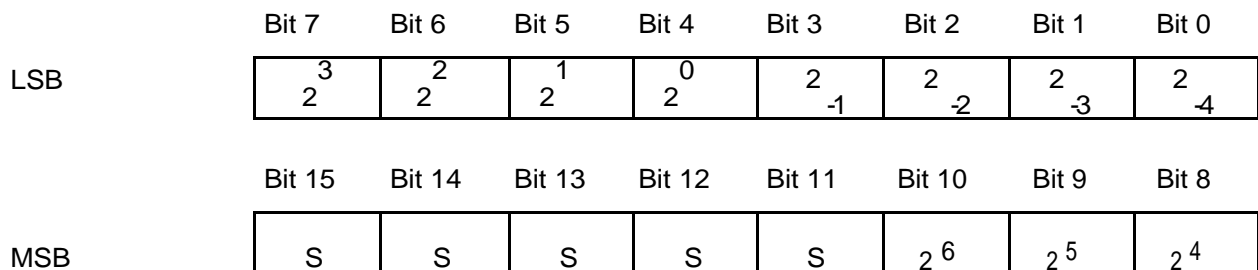 Bit 7 Bit 6 Bit 5 Bit 4 Bit 3 Bit 2 Bit 1 Bit 0
LSB 2^3 2^2 2^1 2^0 2^-1 2^-2 2^-3 2^-4
Bit 15 Bit 14 Bit 13 Bit 12 Bit 11 Bit 10 Bit 9 Bit 8
MSB S S S S S 2^6 2^5 2^4